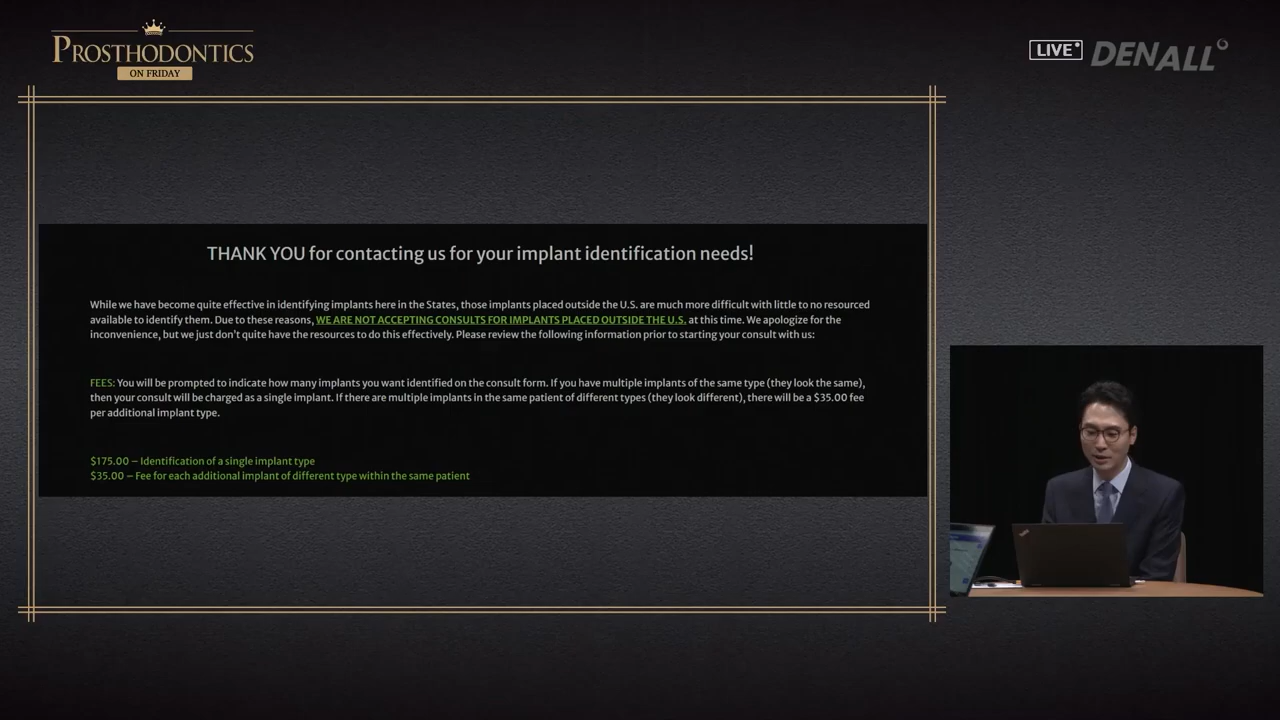 PROSTHODONTICS
ON FRIDAY
LIVE
DENALL
THANK YOU for contacting us for your implant identification needs!
While we have become quite effective in identifying implants here in the States, those implants placed outside the U.S. are much more difficult with little to no resourced
available to identify them. Due to these reasons, WE ARE NOT ACCEPTING CONSULTS FOR IMPLANTS PLACED OUTSIDE THE U.S. at this time. We apologize for the
inconvenience, but we just don't quite have the resources to do this effectively. Please review the following information prior to starting your consult with us:
FEES: You will be prompted to indicate how many implants you want identified on the consult form. If you have multiple implants of the same type (they look the same),
then your consult will be charged as a single implant. If there are multiple implants in the same patient of different types (they look different), there will be a $35.00 fee
per additional implant type.
$175.00 – Identification of a single implant type
$35.00 – Fee for each additional implant of different type within the same patient